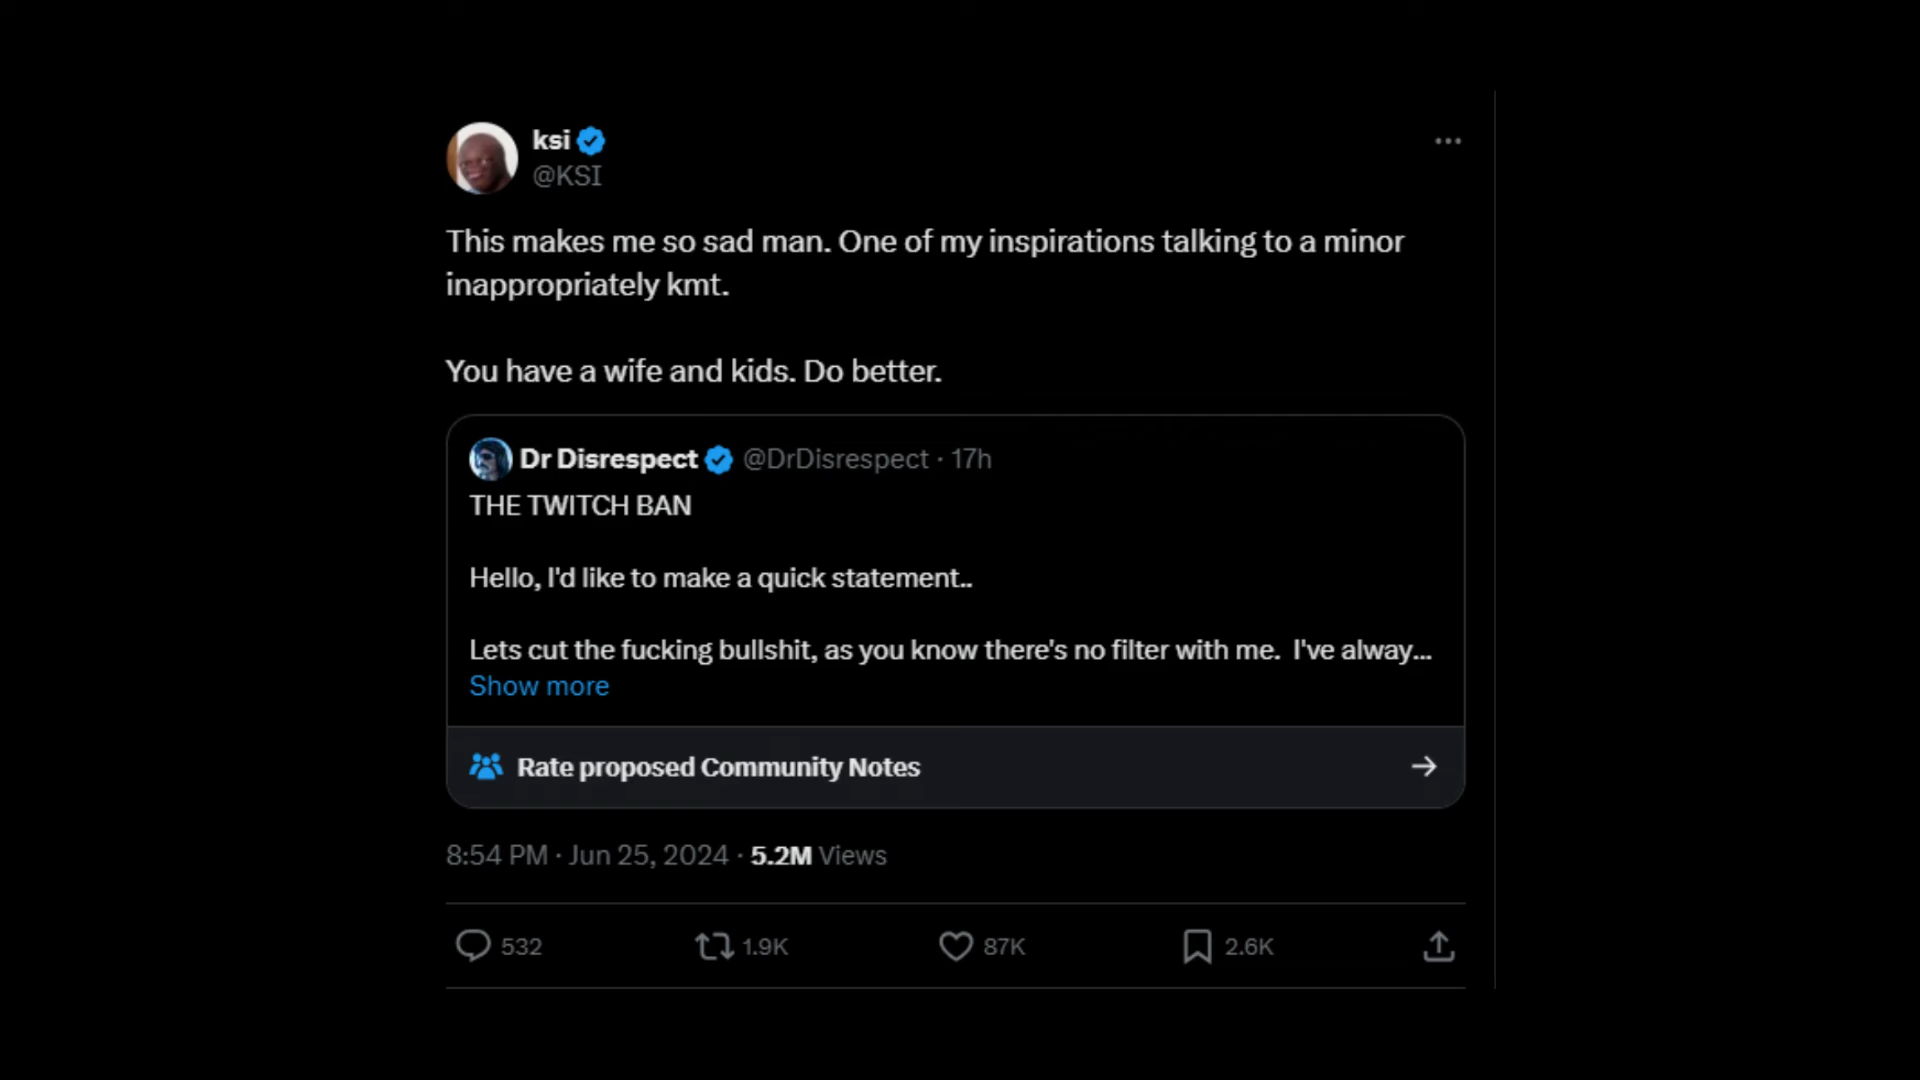 ksi
@KSI
This makes me so sad man. One of my inspirations talking to a minor
inappropriately kmt.
You have a wife and kids. Do better.
Dr Disrespect @DrDisrespect · 17h
THE TWITCH BAN
Hello, I'd like to make a quick statement..
Lets cut the fucking bullshit, as you know there's no filter with me.  I've alway...
Show more
Rate proposed Community Notes
8:54 PM · Jun 25, 2024 · 5.2M Views
532 1.9K 87K 2.6K